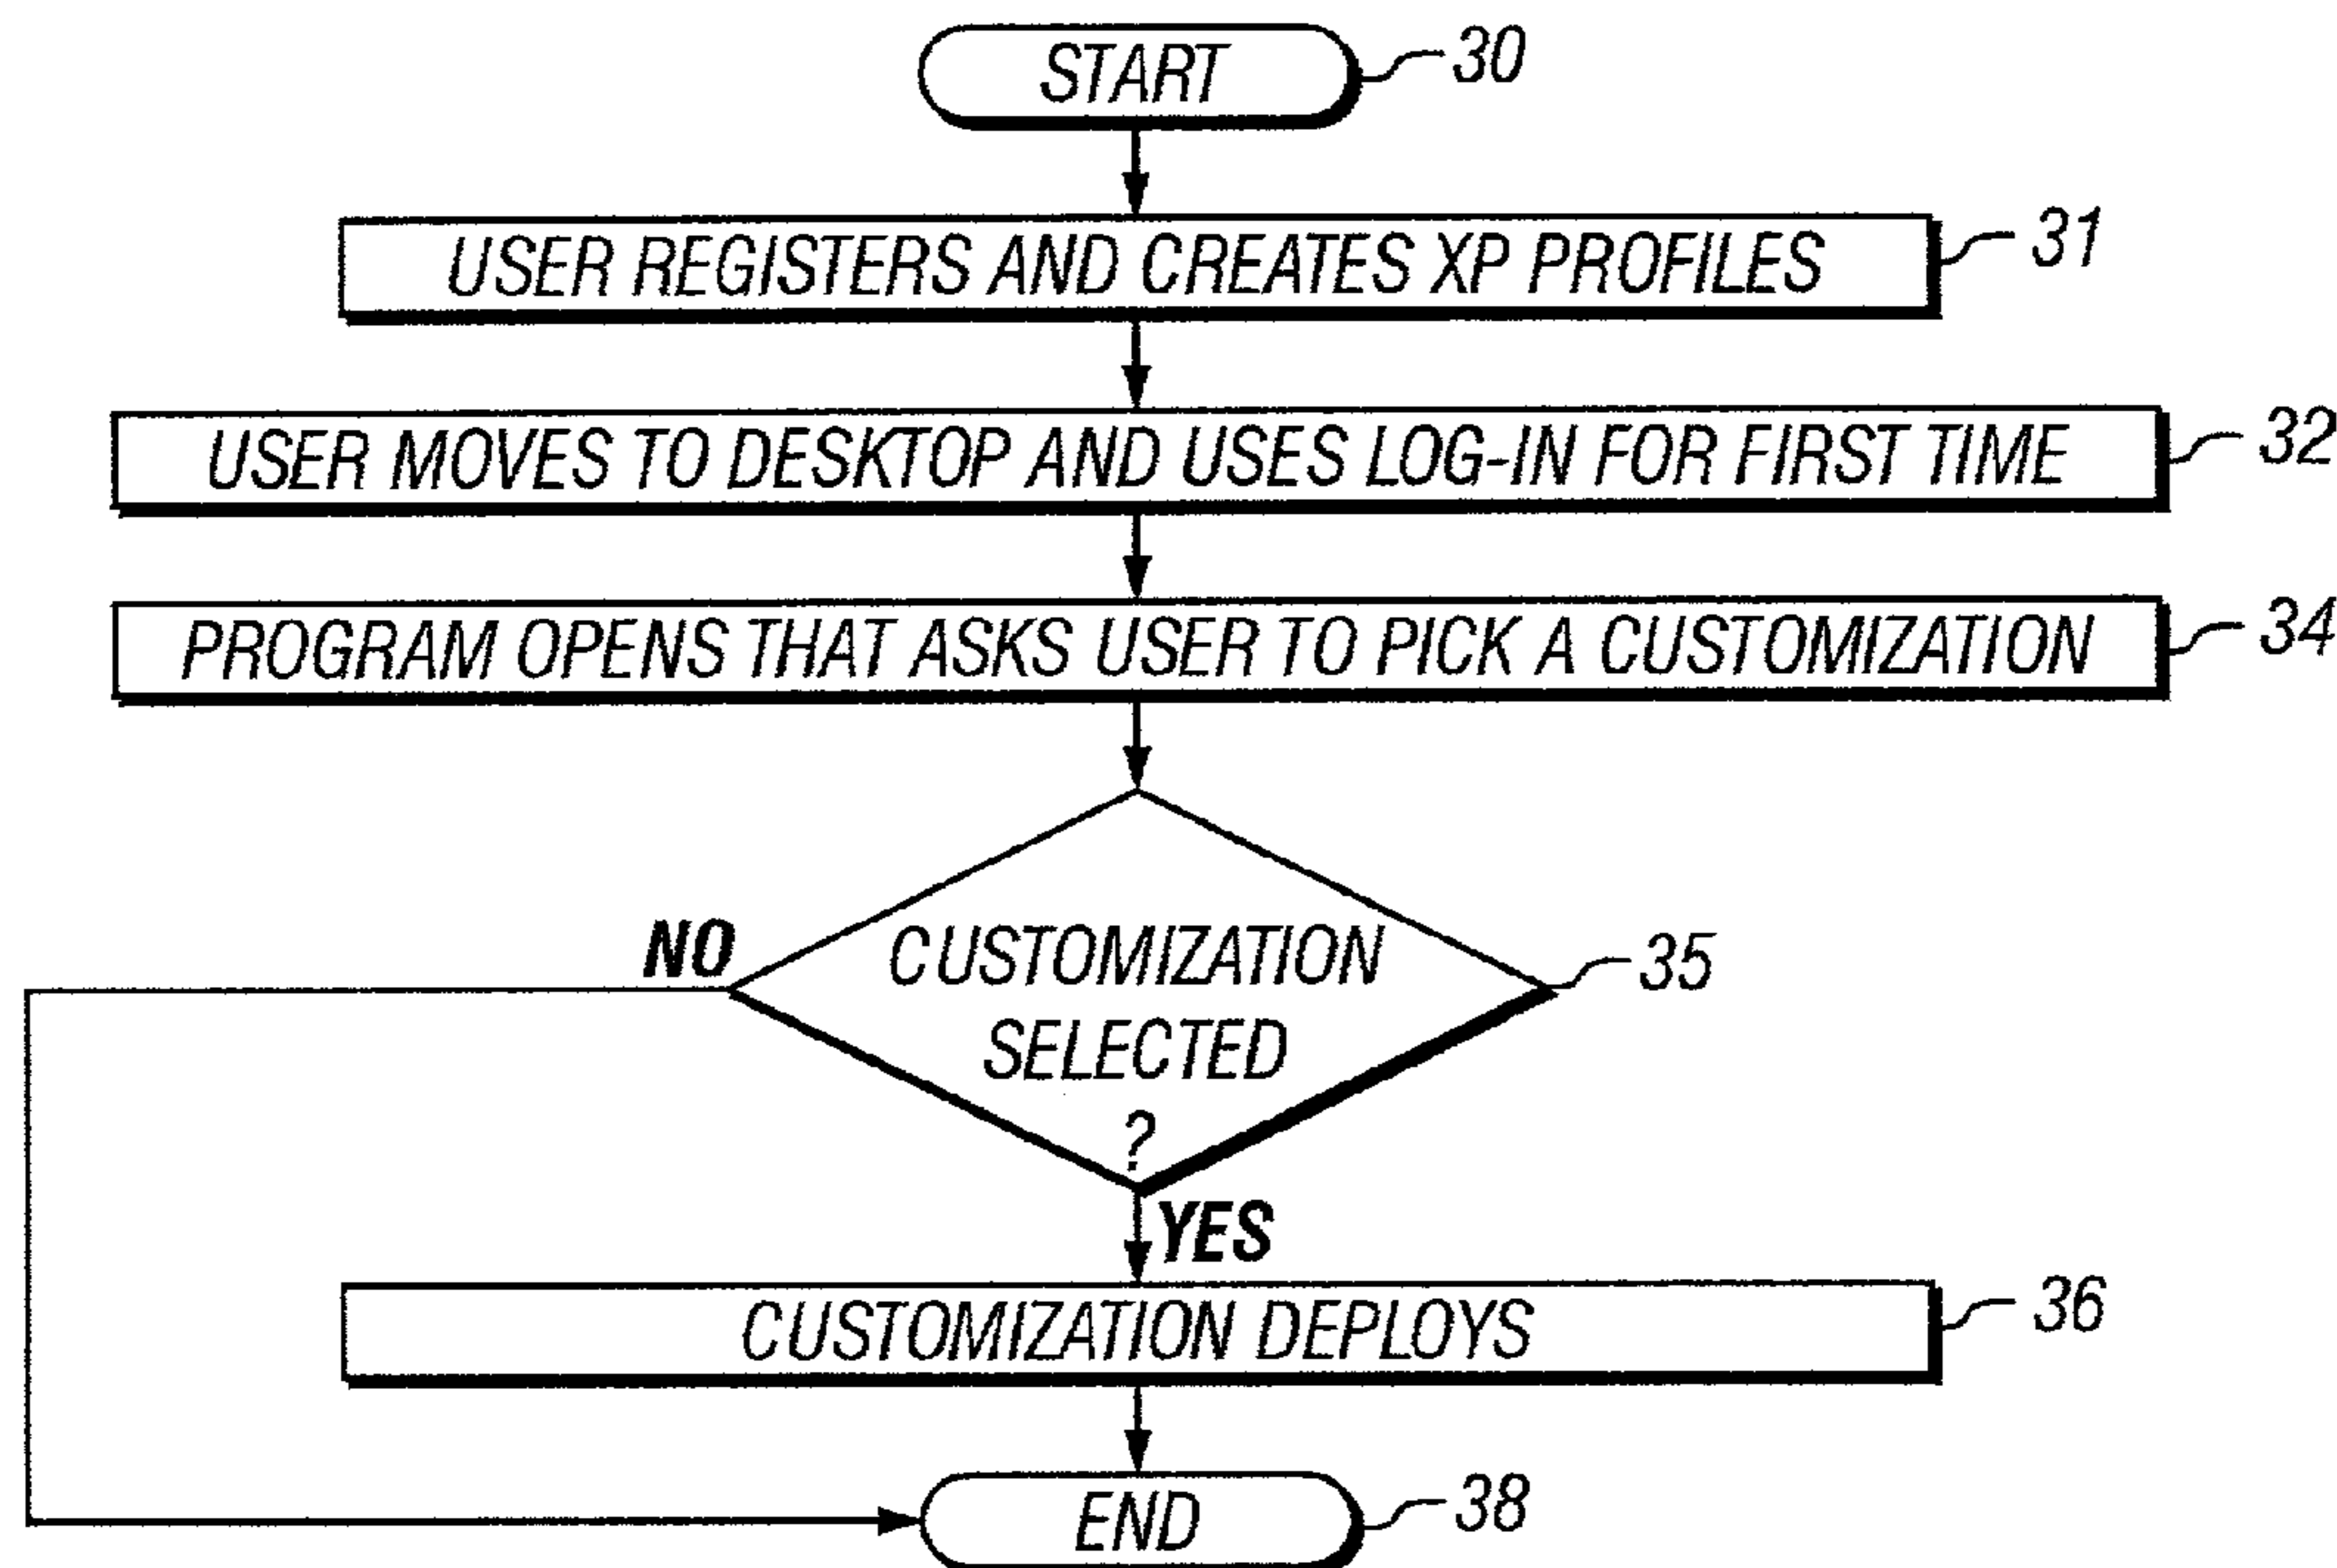 START
30
USER REGISTERS AND CREATES XP PROFILES
31
USER MOVES TO DESKTOP AND USES LOG-IN FOR FIRST TIME
32
PROGRAM OPENS THAT ASKS USER TO PICK A CUSTOMIZATION
34
NO
CUSTOMIZATION
SELECTED
?
35
YES
CUSTOMIZATION DEPLOYS
36
END
38